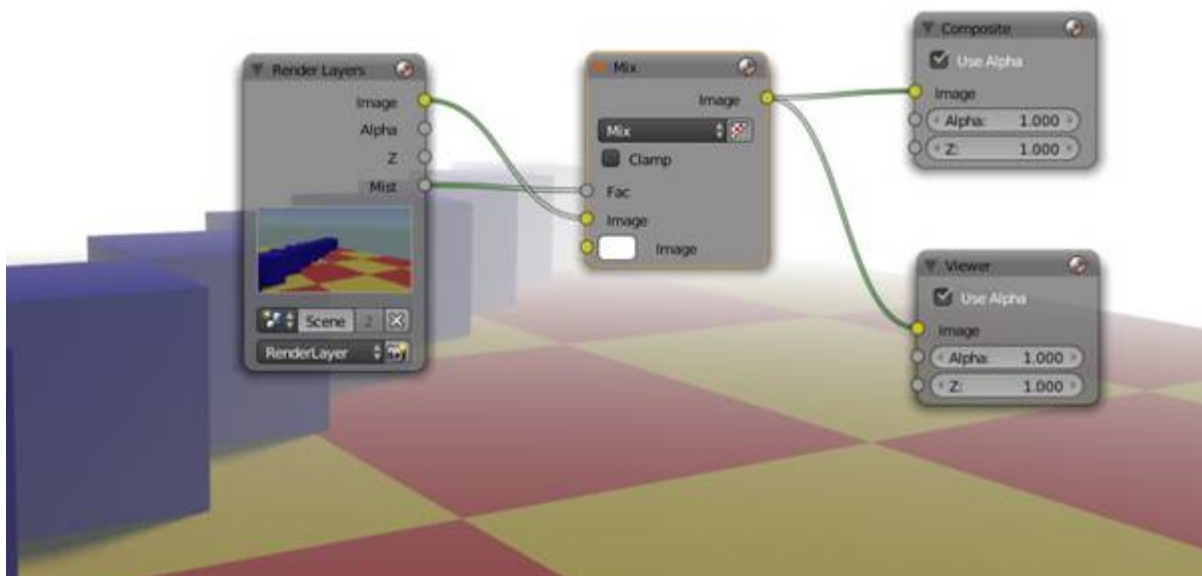 Render Layers
Image
Alpha
Z
Mist
Scene 2
RenderLayer
Mix
Image
Mix
Clamp
Fac
Image
Image
Composite
Use Alpha
Image
Alpha: 1.000
Z: 1.000
Viewer
Use Alpha
Image
Alpha: 1.000
Z: 1.000